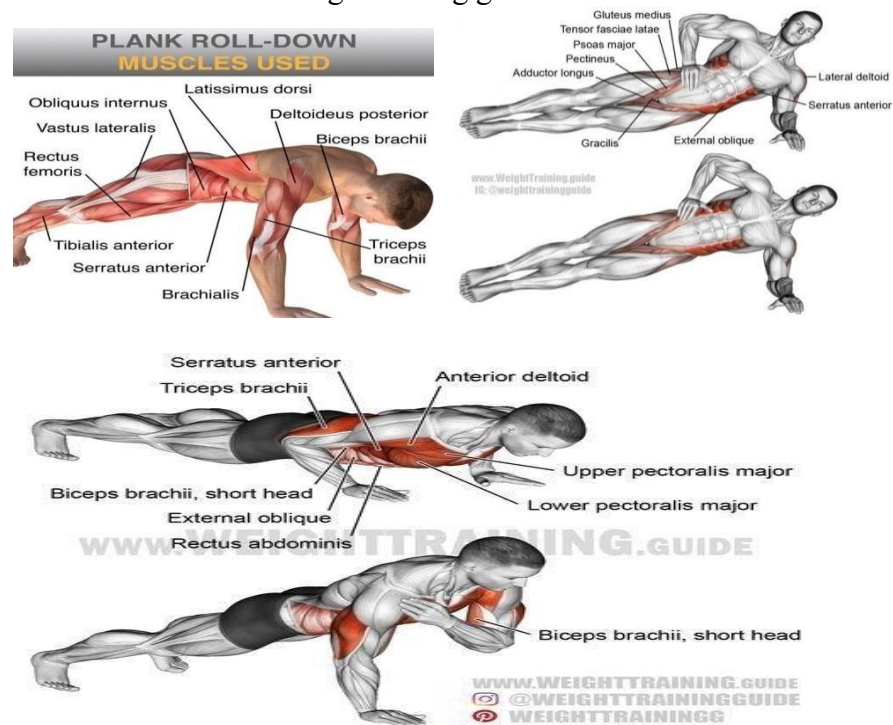 PLANK ROLL-DOWN
MUSCLES USED
Latissimus dorsi
Obliquus internus
Deltoideus posterior
Vastus lateralis
Biceps brachii
Rectus
femoris
Tibialis anterior
Triceps
brachii
Serratus anterior
Brachialis
Gluteus medius
Tensor fasciae latae
Psoas major
Pectineus
Adductor longus
Lateral deltoid
Serratus anterior
External oblique
Gracilis
www.WeightTraining.guide
IG: @weighttrainingguide
Serratus anterior
Triceps brachii
Anterior deltoid
Upper pectoralis major
Biceps brachii, short head
Lower pectoralis major
External oblique
Rectus abdominis
WWW.WEIGHTTRAINING.GUIDE
Biceps brachii, short head
WWW.WEIGHTTRAINING.GUIDE
@WEIGHTTRAININGGUIDE
WEIGHTTRAININGG